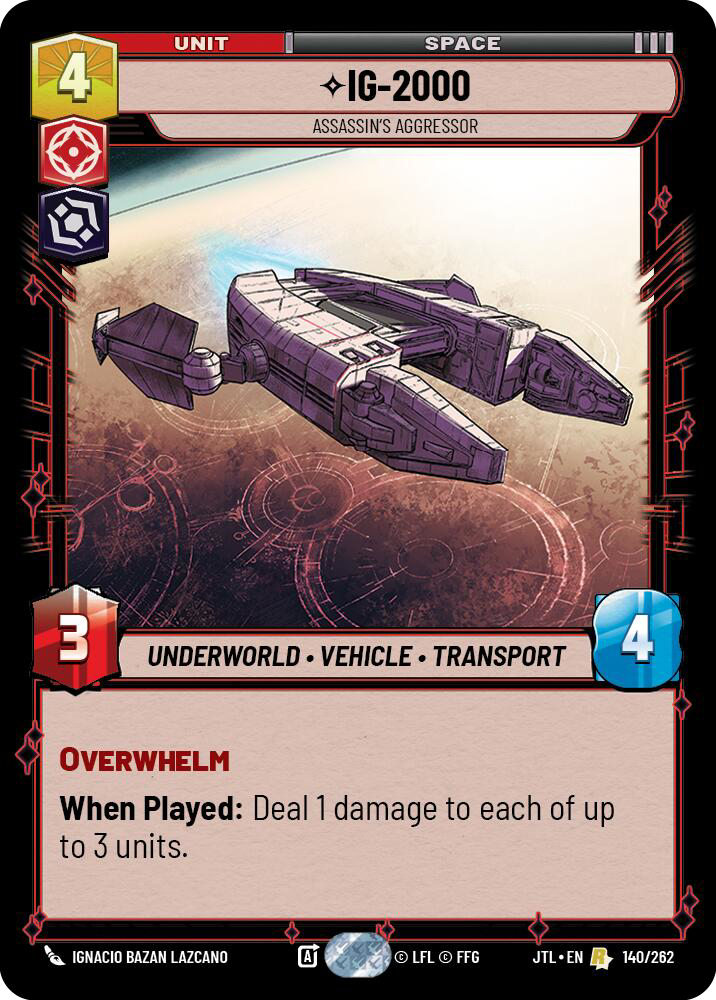 UNIT
SPACE
4
✧IG-2000
ASSASSIN'S AGGRESSOR
3
UNDERWORLD • VEHICLE • TRANSPORT
4
OVERWHELM
When Played: Deal 1 damage to each of up
to 3 units.
IGNACIO BAZAN LAZCANO
A
© LFL © FFG
JTL • EN
R
140/262